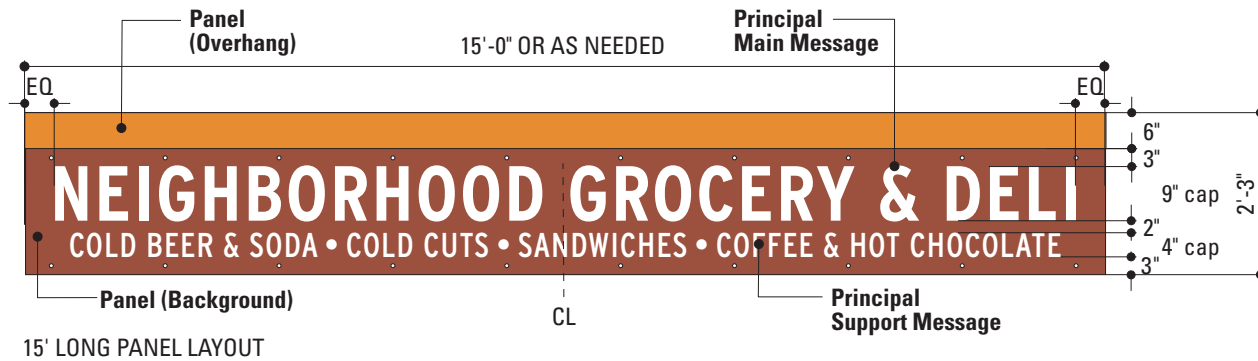 Panel
(Overhang)
Principal
Main Message
15'-0" OR AS NEEDED
EQ
EQ
6"
3"
9" cap
2'-3"
2"
4" cap
3"
NEIGHBORHOOD GROCERY & DELI
COLD BEER & SODA • COLD CUTS • SANDWICHES • COFFEE & HOT CHOCOLATE
Panel (Background)
CL
Principal
Support Message
15' LONG PANEL LAYOUT